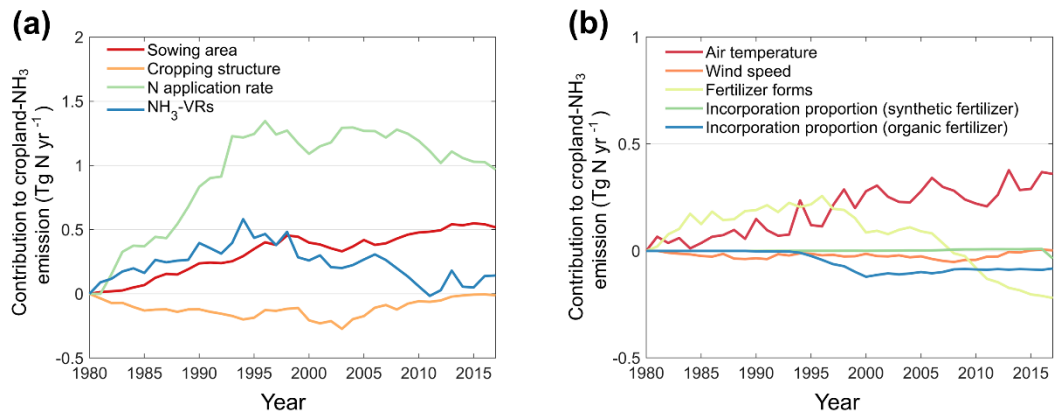 (a)
Contribution to cropland-NH3
emission (Tg N yr -1 )
2
1.5
1
0.5
0
-0.5
Sowing area
Cropping structure
N application rate
NH3-VRs
1980 1985 1990 1995 2000 2005 2010 2015
Year
(b)
Contribution to cropland-NH3
emission (Tg N yr -1 )
1
0.5
0
-0.5
Air temperature
Wind speed
Fertilizer forms
Incorporation proportion (synthetic fertilizer)
Incorporation proportion (organic fertilizer)
1980 1985 1990 1995 2000 2005 2010 2015
Year